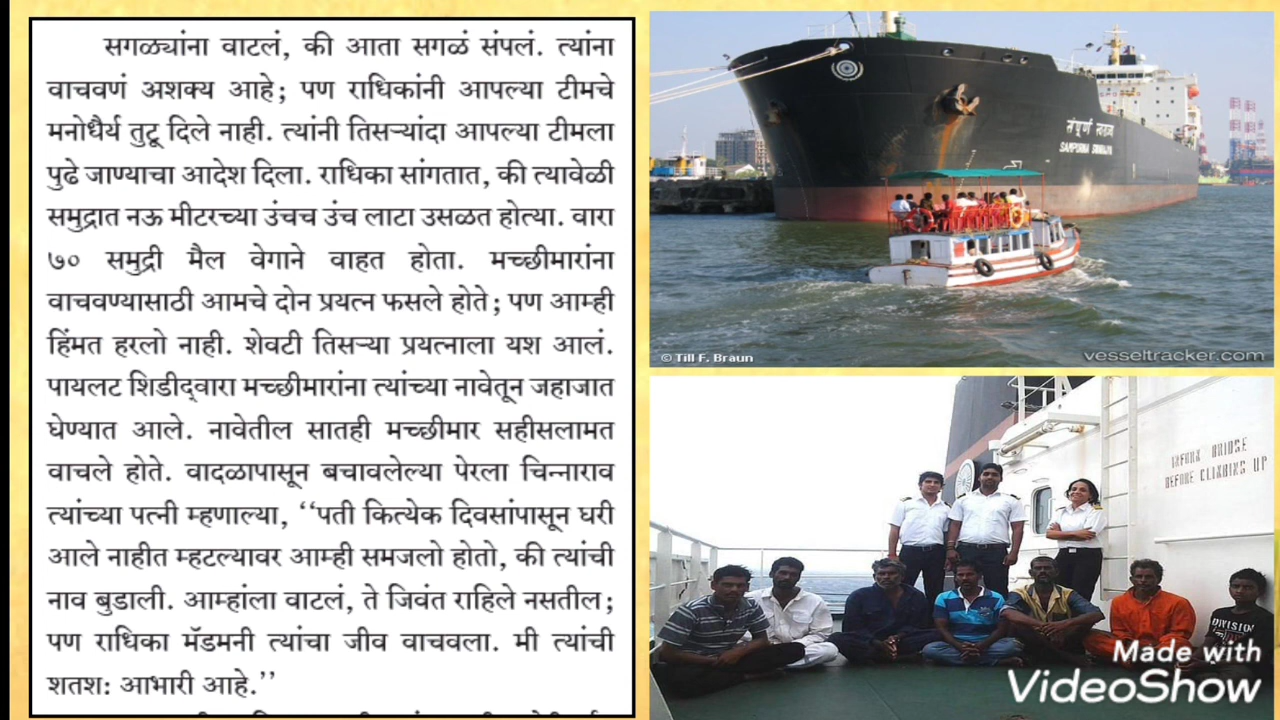 सगळ्यांना वाटलं, की आता सगळं संपलं. त्यांना
वाचवणं अशक्य आहे; पण राधिकांनी आपल्या टीमचे
मनोधैर्य तुटू दिले नाही. त्यांनी तिसऱ्यांदा आपल्या टीमला
पुढे जाण्याचा आदेश दिला. राधिका सांगतात, की त्यावेळी
समुद्रात नऊ मीटरच्या उंचच उंच लाटा उसळत होत्या. वारा
७० समुद्री मैल वेगाने वाहत होता. मच्छीमारांना
वाचवण्यासाठी आमचे दोन प्रयत्न फसले होते; पण आम्ही
हिंमत हरलो नाही. शेवटी तिसऱ्या प्रयत्नाला यश आलं.
पायलट शिडीद्‌वारा मच्छीमारांना त्यांच्या नावेतून जहाजात
घेण्यात आले. नावेतील सातही मच्छीमार सहीसलामत
वाचले होते. वादळापासून बचावलेल्या पेरला चिन्नाराव
त्यांच्या पत्नी म्हणाल्या, ‘‘पती कित्येक दिवसांपासून घरी
आले नाहीत म्हटल्यावर आम्ही समजलो होतो, की त्यांची
नाव बुडाली. आम्हांला वाटलं, ते जिवंत राहिले नसतील;
पण राधिका मॅडमनी त्यांचा जीव वाचवला. मी त्यांची
शतश: आभारी आहे.’’
संपूर्ण स्वराज्य
SAMPURNA SWARAJYA
© Till F. Braun
vesseltracker.com
INFORM BRIDGE
BEFORE CLIMBING UP
DIVISION
Made with
VideoShow